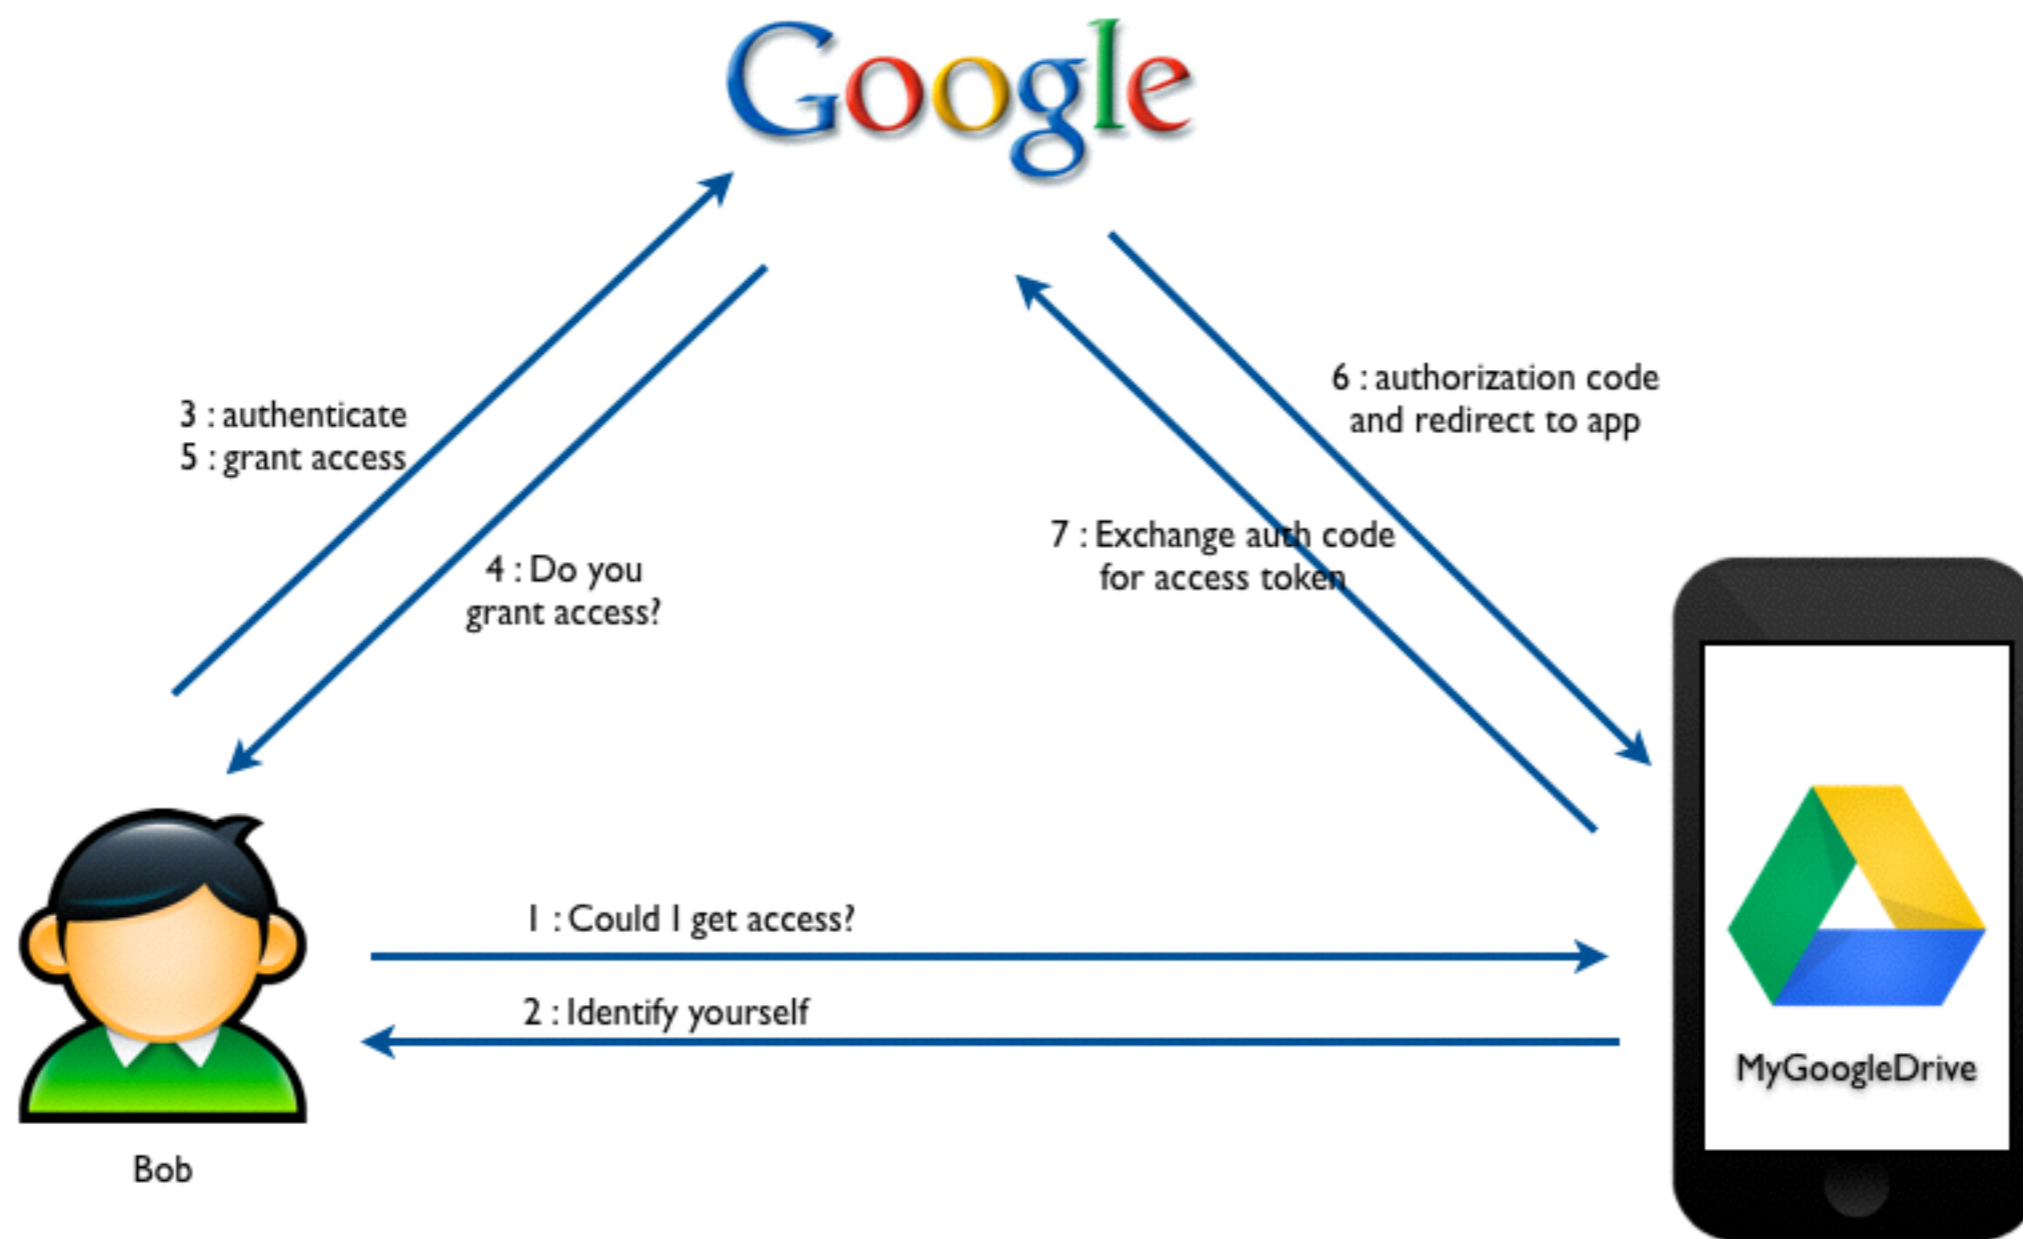 Google
3 : authenticate
5 : grant access
4 : Do you
grant access?
6 : authorization code
and redirect to app
7 : Exchange auth code
for access token
1 : Could I get access?
2 : Identify yourself
MyGoogleDrive
Bob